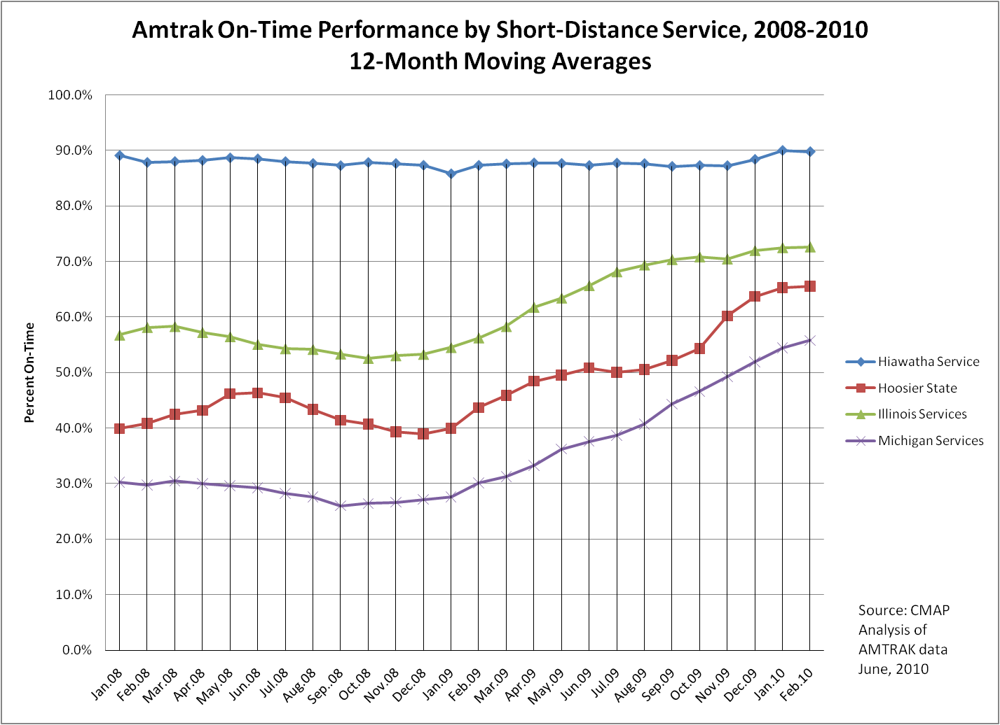 Amtrak On-Time Performance by Short-Distance Service, 2008-2010
12-Month Moving Averages
100.0%
90.0%
80.0%
70.0%
60.0%
50.0%
40.0%
30.0%
20.0%
10.0%
0.0%
Percent On-Time
Jan.08
Feb.08
Mar.08
Apr.08
May.08
Jun.08
Jul.08
Aug.08
Sep..08
Oct.08
Nov.08
Dec.08
Jan.09
Feb.09
Mar.09
Apr.09
May.09
Jun.09
Jul.09
Aug.09
Sep.09
Oct.09
Nov.09
Dec.09
Jan.10
Feb.10
Hiawatha Service
Hoosier State
Illinois Services
Michigan Services
Source: CMAP
Analysis of
AMTRAK data
June, 2010